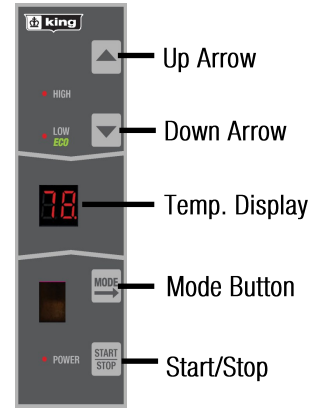 king
Up Arrow
HIGH
LOW
ECO
Down Arrow
78.
Temp. Display
MODE
Mode Button
POWER
START
STOP
Start/Stop